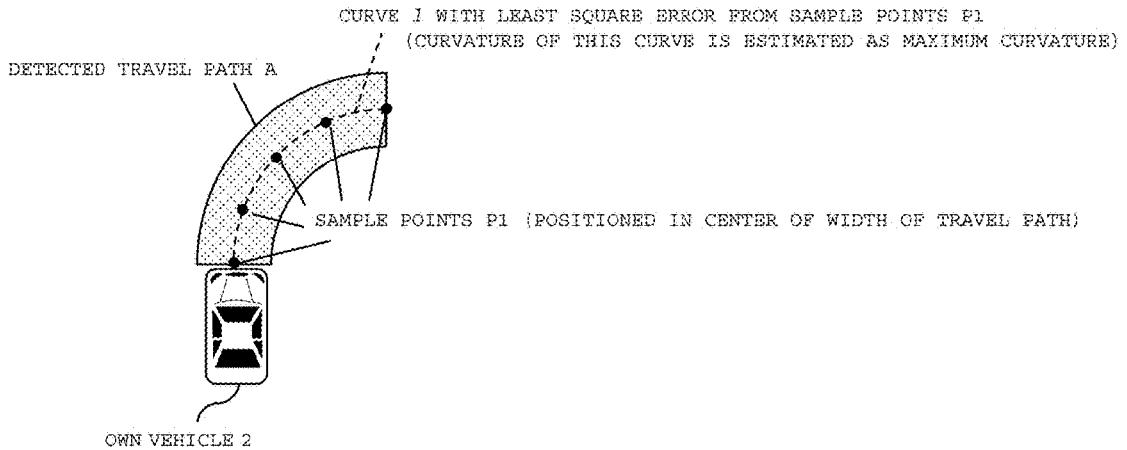 CURVE l WITH LEAST SQUARE ERROR FROM SAMPLE POINTS P1
(CURVATURE OF THIS CURVE IS ESTIMATED AS MAXIMUM CURVATURE)
DETECTED TRAVEL PATH A
SAMPLE POINTS P1 (POSITIONED IN CENTER OF WIDTH OF TRAVEL PATH)
OWN VEHICLE 2